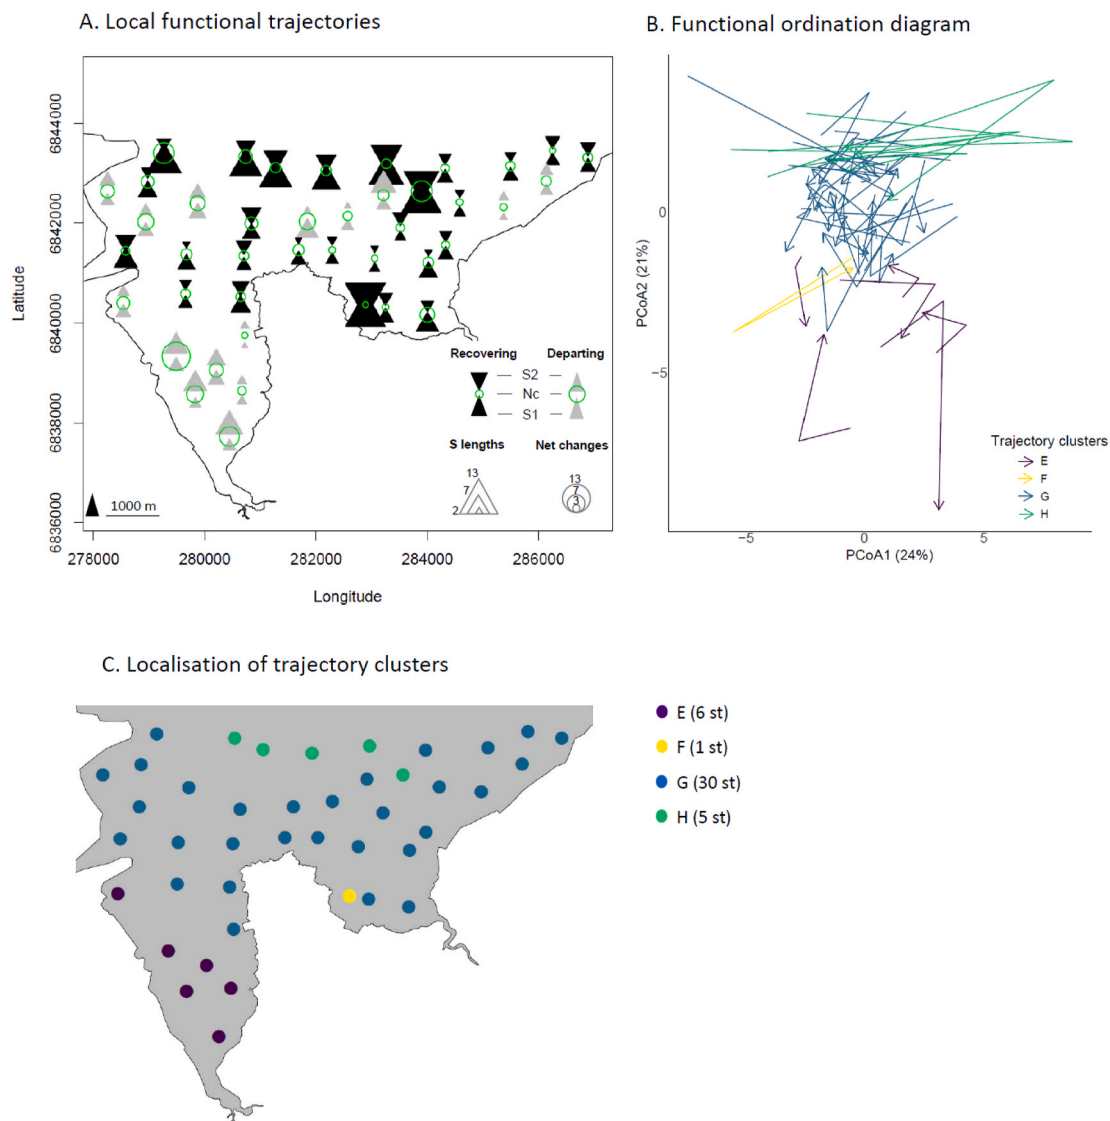 A. Local functional trajectories
B. Functional ordination diagram
6844000
6842000
6840000
6838000
6836000
Latitude
278000 280000 282000 284000 286000
Longitude
Recovering Departing
S2
Nc
S1
S lengths Net changes
13
7
2
13
7
3
1000 m
0
−5
PCoA2 (21%)
−5 0 5
PCoA1 (24%)
Trajectory clusters
E
F
G
H
C. Localisation of trajectory clusters
E (6 st)
F (1 st)
G (30 st)
H (5 st)